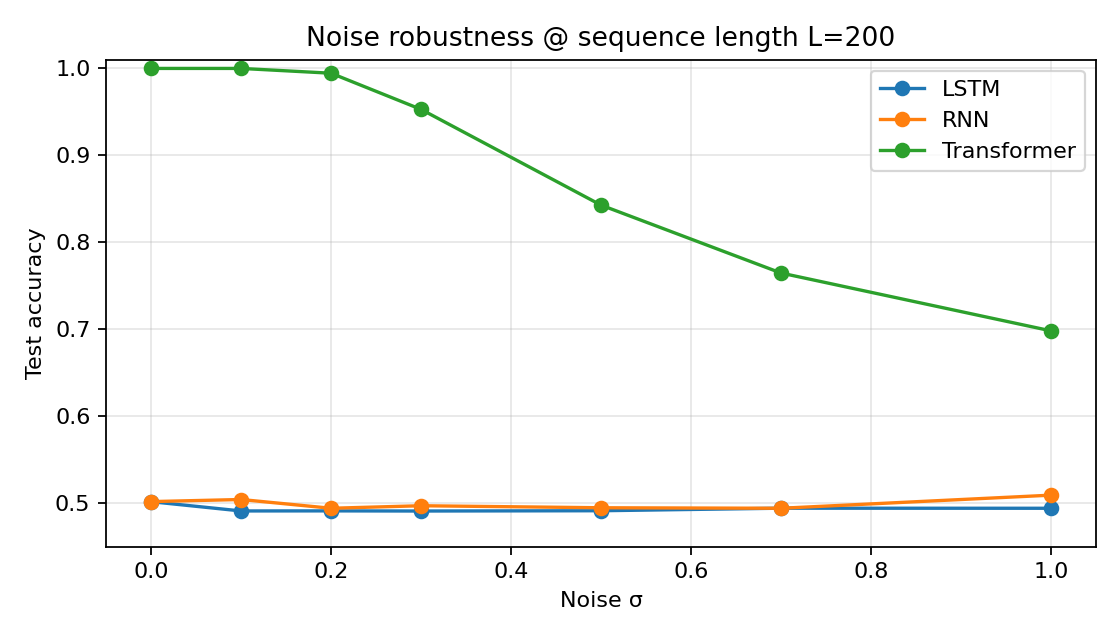 Noise robustness @ sequence length L=200
LSTM
RNN
Transformer
Test accuracy
1.0
0.9
0.8
0.7
0.6
0.5
0.0
0.2
0.4
0.6
0.8
1.0
Noise σ